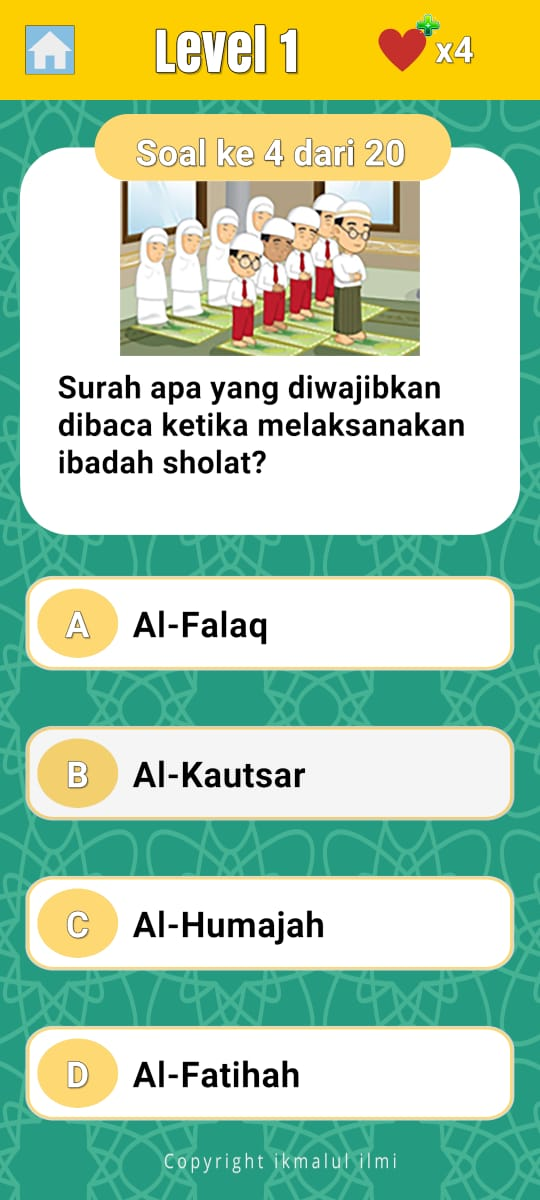 Level 1
x4
Soal ke 4 dari 20
Surah apa yang diwajibkan
dibaca ketika melaksanakan
ibadah sholat?
A Al-Falaq
B Al-Kautsar
C Al-Humajah
D Al-Fatihah
Copyright ikmalul ilmi